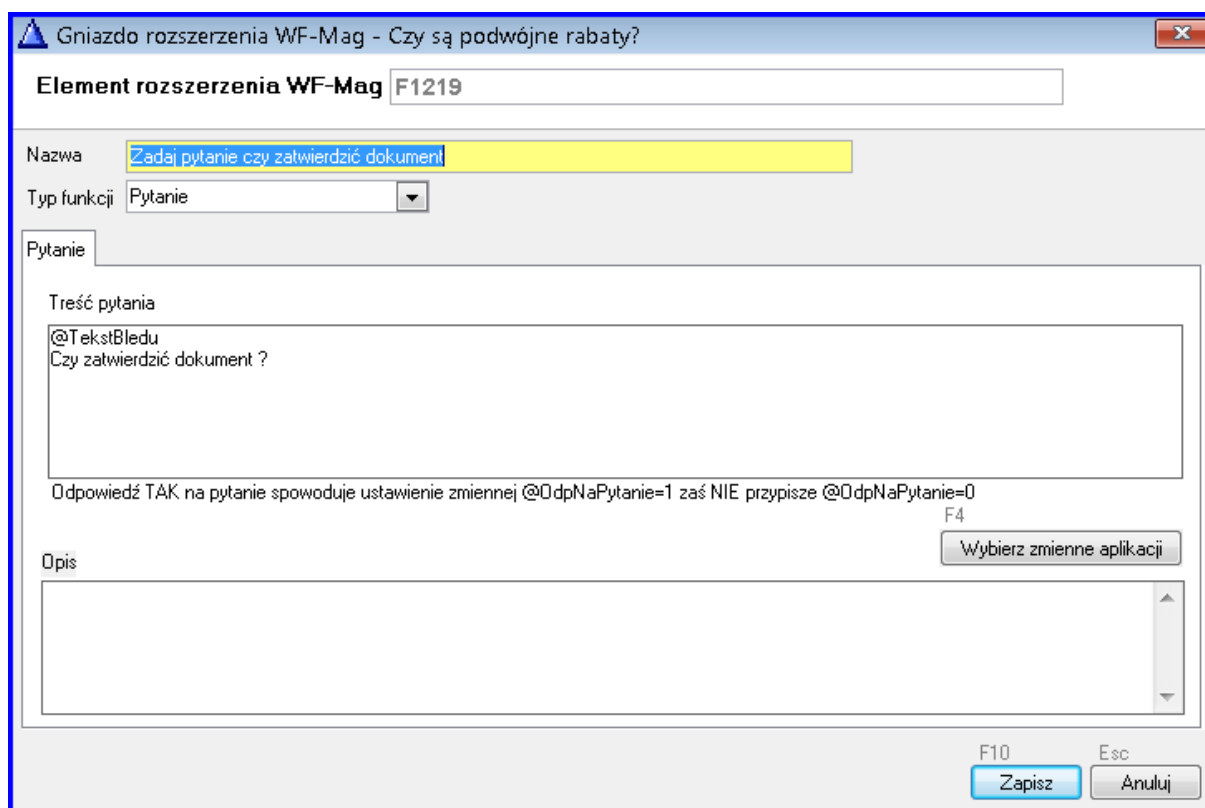 Gniazdo rozszerzenia WF-Mag - Czy są podwójne rabaty?
Element rozszerzenia WF-Mag F1219
Nazwa Zadaj pytanie czy zatwierdzić dokument
Typ funkcji Pytanie
Pytanie
Treść pytania
@TekstBledu
Czy zatwierdzić dokument ?
Odpowiedź TAK na pytanie spowoduje ustawienie zmiennej @OdpNaPytanie=1 zaś NIE przypisze @OdpNaPytanie=0
F4
Wybierz zmienne aplikacji
Opis
F10 Esc
Zapisz Anuluj